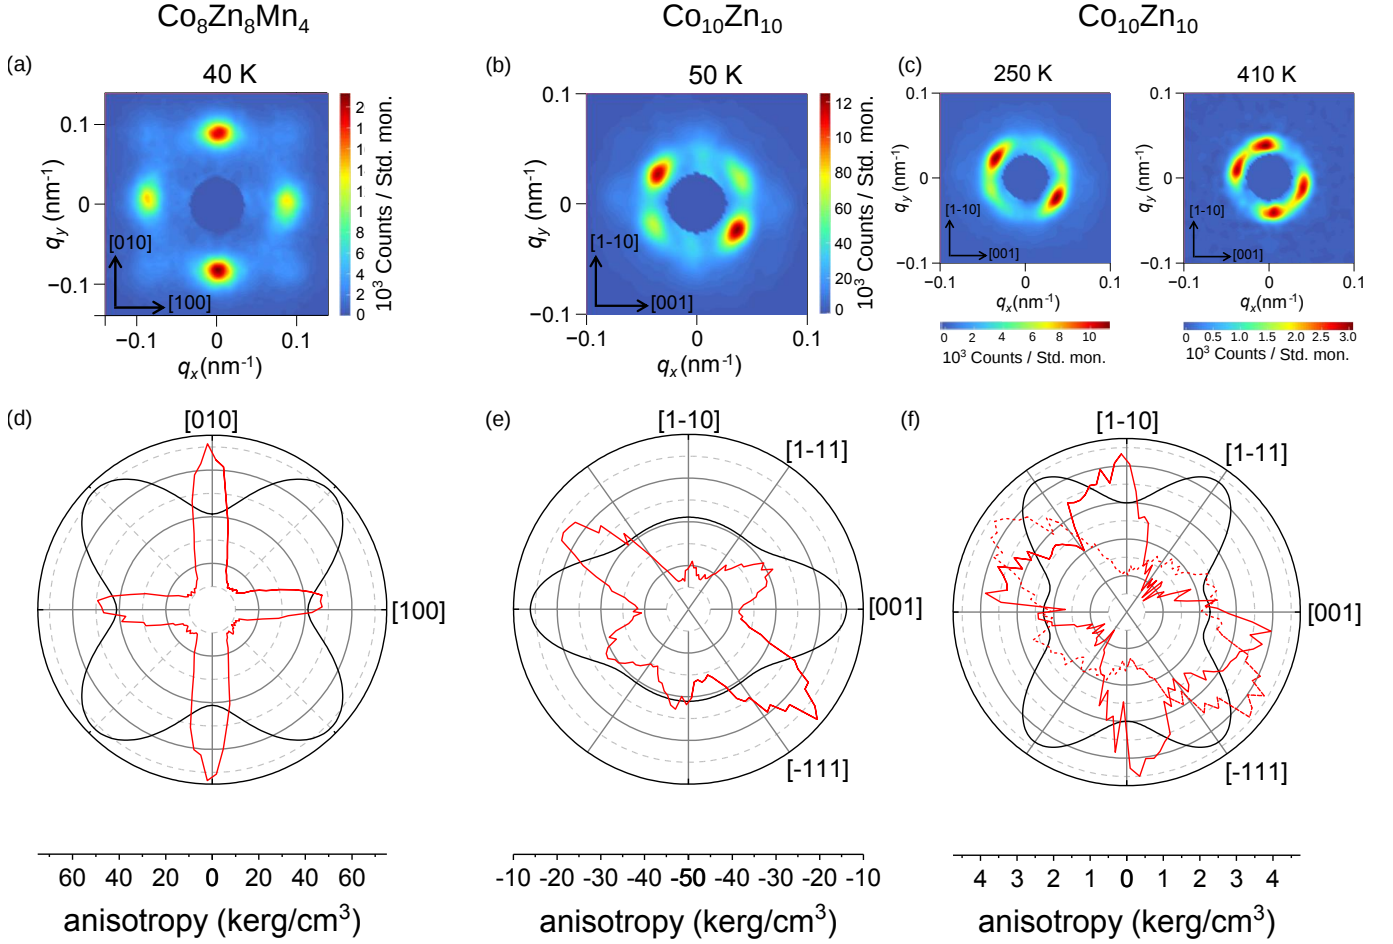 Co8Zn8Mn4
Co10Zn10
Co10Zn10
(a)
40 K
(b)
50 K
(c)
250 K
410 K
0.1
0
−0.1
qy (nm-1)
[010]
[100]
0
0.1
qx(nm-1)
2
1
1
1
1
8
6
4
2
0
10³ Counts / Std. mon.
0.1
0
−0.1
qy (nm-1)
[1-10]
[001]
−0.1
0
0.1
qx(nm-1)
12
10
80
60
40
20
0
10³ Counts / Std. mon.
0.1
0
−0.1
qy (nm-1)
[1-10]
[001]
−0.1
0
0.1
qx(nm-1)
0 2 4 6 8 10
10³ Counts / Std. mon.
0.1
0
−0.1
qy (nm-1)
[1-10]
[001]
−0.1
0
0.1
qx(nm-1)
0 0.5 1.0 1.5 2.0 2.5 3.0
10³ Counts / Std. mon.
(d)
[010]
[100]
60 40 20 0 20 40 60
anisotropy (kerg/cm³)
(e)
[1-10]
[1-11]
[001]
[-111]
-10 -20 -30 -40 -50 -40 -30 -20 -10
anisotropy (kerg/cm³)
(f)
[1-10]
[1-11]
[001]
[-111]
4 3 2 1 0 1 2 3 4
anisotropy (kerg/cm³)